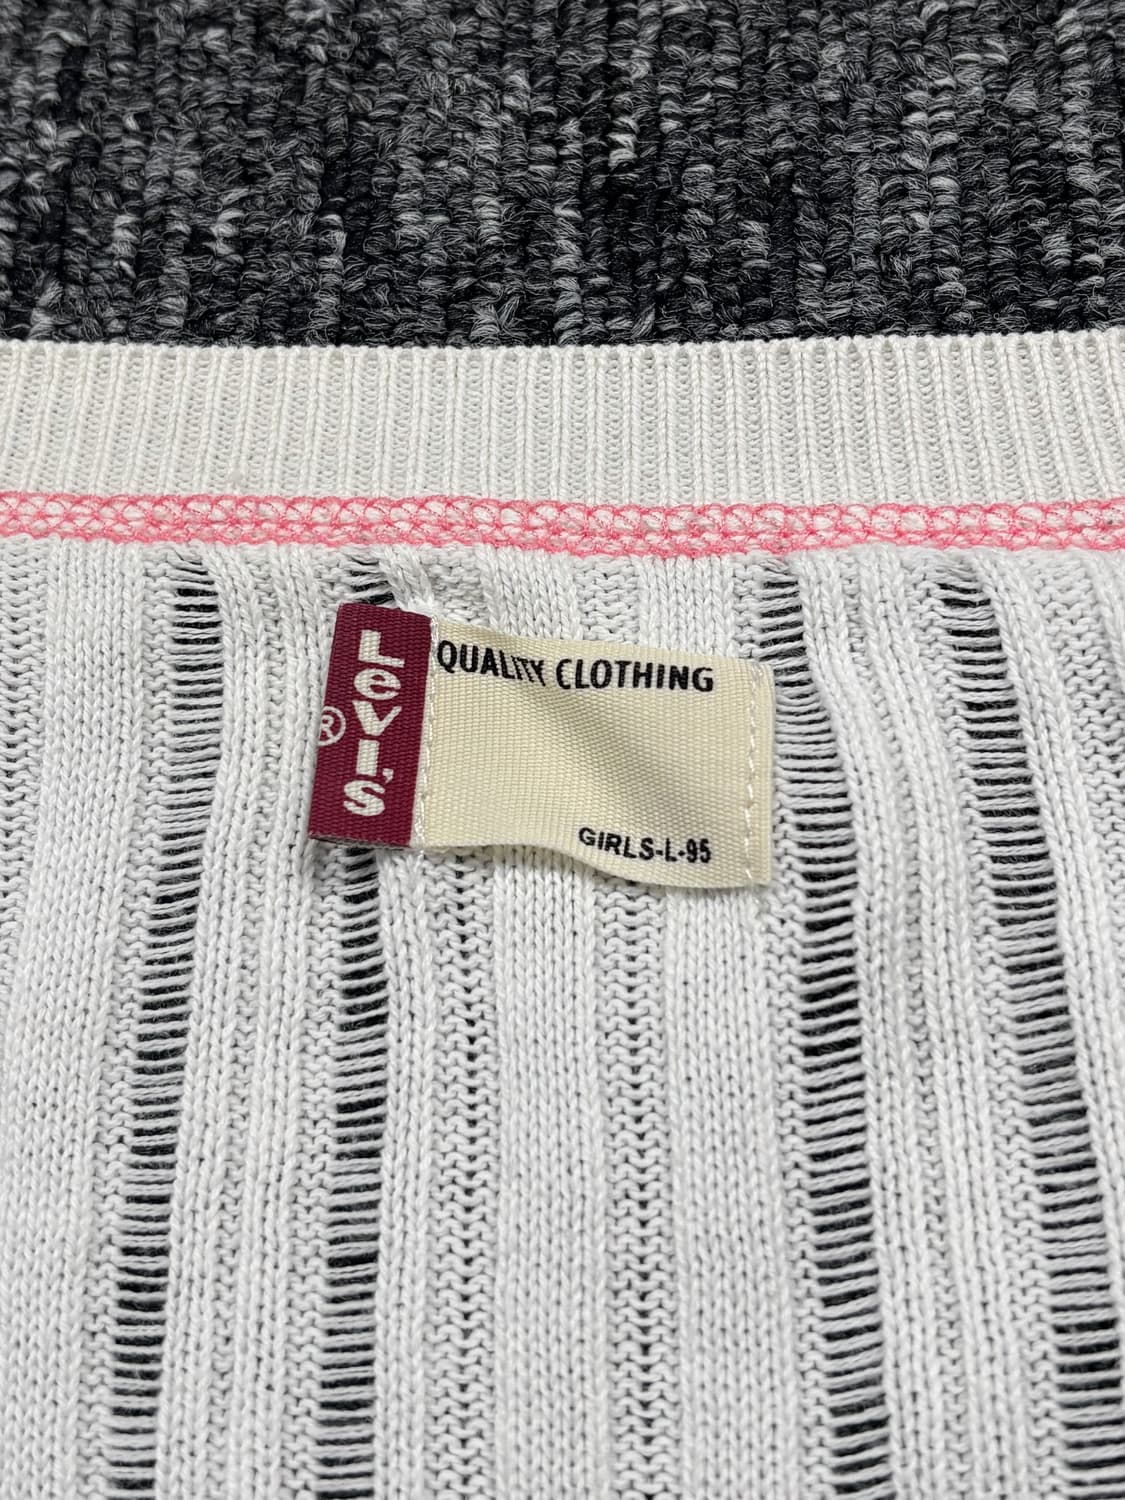 Levi's
®
QUALITY CLOTHING
GIRLS-L-95